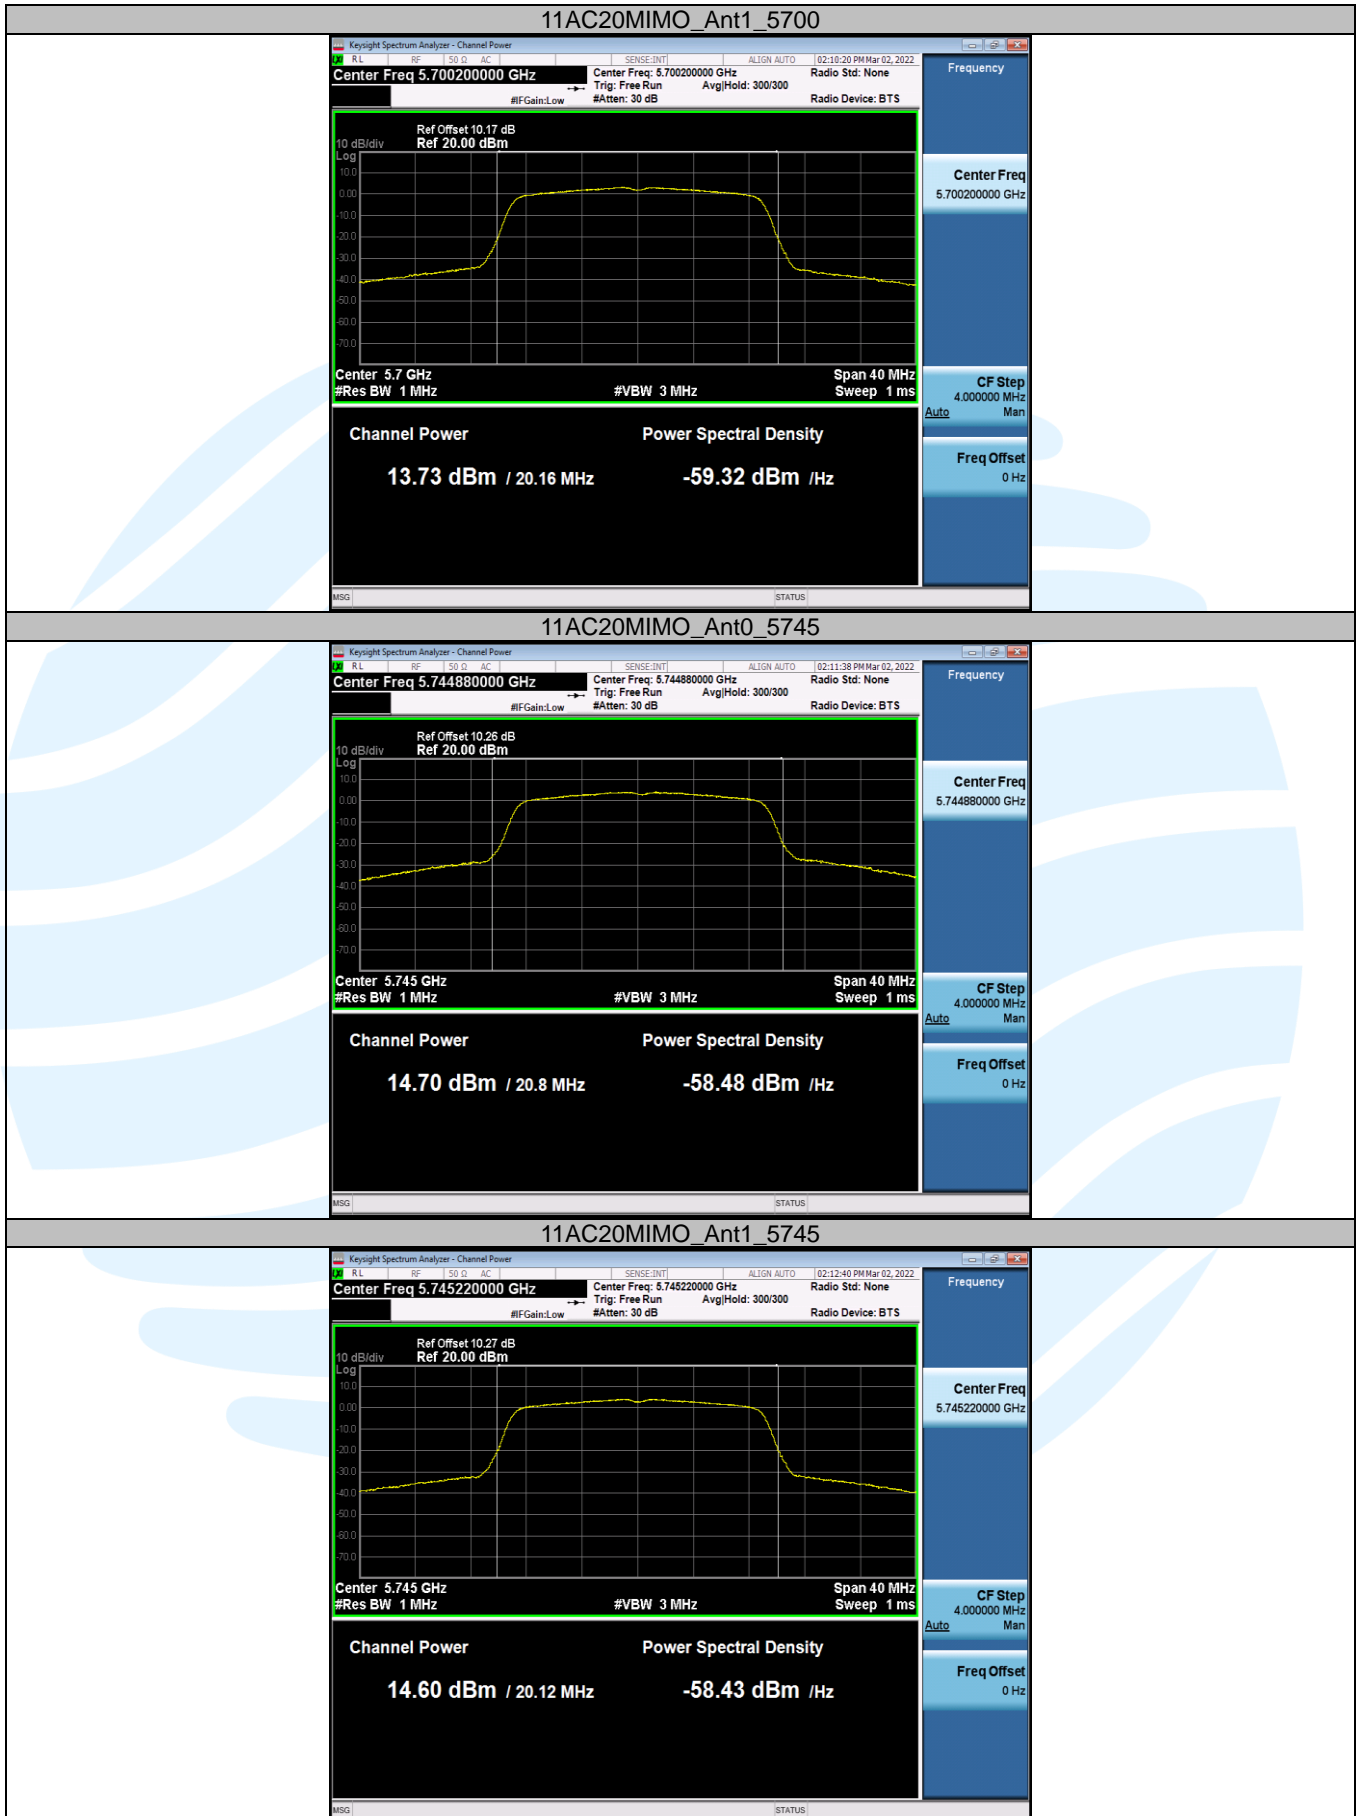 11AC20MIMO_Ant1_5700
Keysight Spectrum Analyzer - Channel Power
RL RF 50 Ω AC SENSE:INT ALIGN AUTO 02:10:20 PM Mar 02, 2022
Center Freq 5.700200000 GHz Center Freq: 5.700200000 GHz Radio Std: None Frequency
Trig: Free Run Avg|Hold: 300/300
#IFGain:Low #Atten: 30 dB Radio Device: BTS
Ref Offset 10.17 dB
10 dB/div Ref 20.00 dBm
Log
10.0
0.00
-10.0
-20.0
-30.0
-40.0
-50.0
-60.0
-70.0
Center Freq
5.700200000 GHz
Center 5.7 GHz Span 40 MHz
#Res BW 1 MHz #VBW 3 MHz Sweep 1 ms
CF Step
4.000000 MHz
Auto Man
Channel Power Power Spectral Density
13.73 dBm / 20.16 MHz -59.32 dBm /Hz
Freq Offset
0 Hz
MSG STATUS
11AC20MIMO_Ant0_5745
Keysight Spectrum Analyzer - Channel Power
RL RF 50 Ω AC SENSE:INT ALIGN AUTO 02:11:38 PM Mar 02, 2022
Center Freq 5.744880000 GHz Center Freq: 5.744880000 GHz Radio Std: None Frequency
Trig: Free Run Avg|Hold: 300/300
#IFGain:Low #Atten: 30 dB Radio Device: BTS
Ref Offset 10.26 dB
10 dB/div Ref 20.00 dBm
Log
10.0
0.00
-10.0
-20.0
-30.0
-40.0
-50.0
-60.0
-70.0
Center Freq
5.744880000 GHz
Center 5.745 GHz Span 40 MHz
#Res BW 1 MHz #VBW 3 MHz Sweep 1 ms
CF Step
4.000000 MHz
Auto Man
Channel Power Power Spectral Density
14.70 dBm / 20.8 MHz -58.48 dBm /Hz
Freq Offset
0 Hz
MSG STATUS
11AC20MIMO_Ant1_5745
Keysight Spectrum Analyzer - Channel Power
RL RF 50 Ω AC SENSE:INT ALIGN AUTO 02:12:40 PM Mar 02, 2022
Center Freq 5.745220000 GHz Center Freq: 5.745220000 GHz Radio Std: None Frequency
Trig: Free Run Avg|Hold: 300/300
#IFGain:Low #Atten: 30 dB Radio Device: BTS
Ref Offset 10.27 dB
10 dB/div Ref 20.00 dBm
Log
10.0
0.00
-10.0
-20.0
-30.0
-40.0
-50.0
-60.0
-70.0
Center Freq
5.745220000 GHz
Center 5.745 GHz Span 40 MHz
#Res BW 1 MHz #VBW 3 MHz Sweep 1 ms
CF Step
4.000000 MHz
Auto Man
Channel Power Power Spectral Density
14.60 dBm / 20.12 MHz -58.43 dBm /Hz
Freq Offset
0 Hz
MSG STATUS